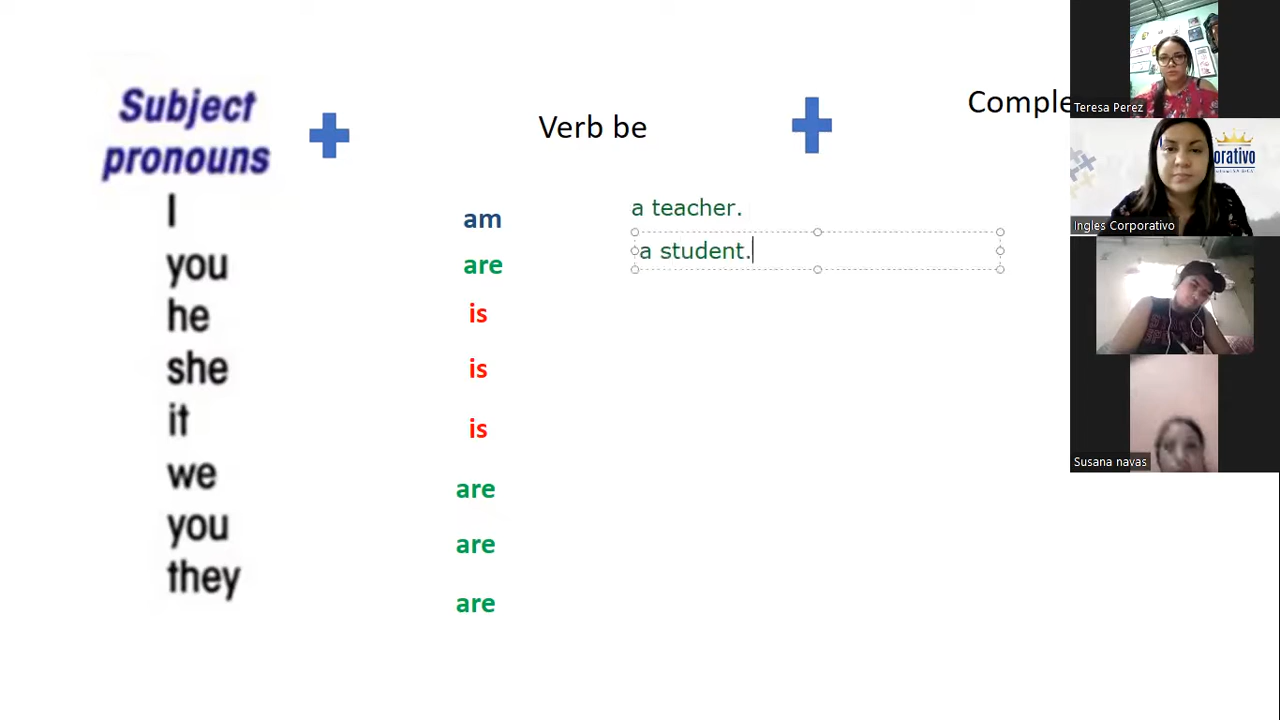 Subject
pronouns
Verb be
Comple
I
am
a teacher.
you
are
a student.
he
is
she
is
it
is
we
are
you
are
they
are
Teresa Perez
orativo
Ingles Corporativo
Susana navas